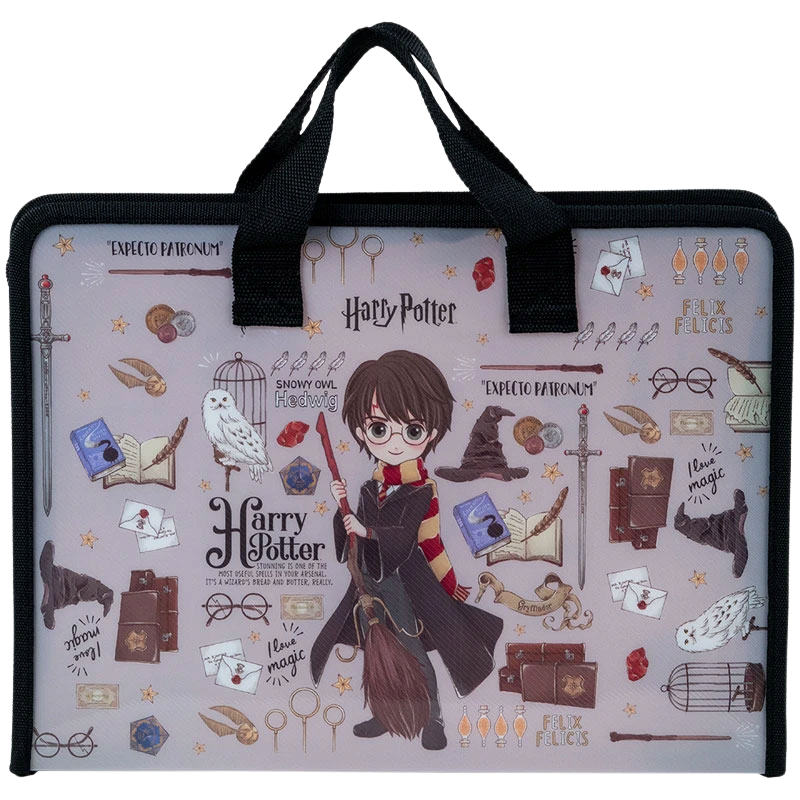 "EXPECTO PATRONUM"
Harry Potter
FELIX
FELICIS
SNOWY OWL
Hedwig
"EXPECTO PATRONUM"
I love
magic
Harry
Potter
STUNNING IS ONE OF THE
MOST USEFUL SPELLS IN YOUR ARSENAL.
IT'S A WIZARD'S BREAD AND BUTTER, REALLY.
Gryffindor
I love
magic
I love
magic
FELIX
FELICIS